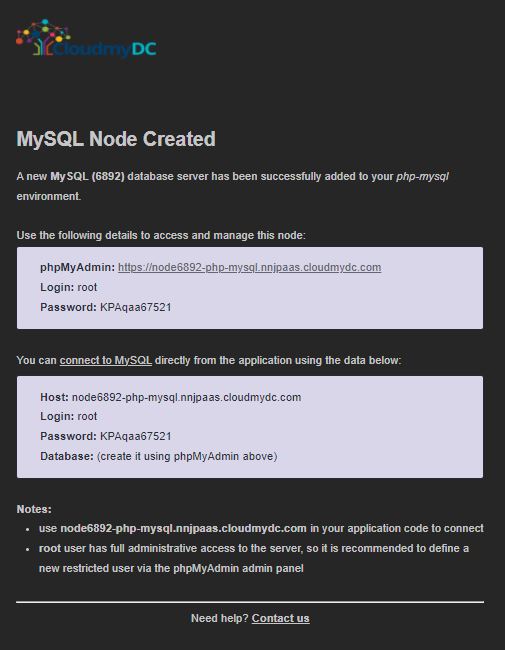 CloudmyDC
MySQL Node Created
A new MySQL (6892) database server has been successfully added to your php-mysql
environment.
Use the following details to access and manage this node:
phpMyAdmin: https://node6892-php-mysql.nnjpaas.cloudmydc.com
Login: root
Password: KPAqaa67521
You can connect to MySQL directly from the application using the data below:
Host: node6892-php-mysql.nnjpaas.cloudmydc.com
Login: root
Password: KPAqaa67521
Database: (create it using phpMyAdmin above)
Notes:
• use node6892-php-mysql.nnjpaas.cloudmydc.com in your application code to connect
• root user has full administrative access to the server, so it is recommended to define a
new restricted user via the phpMyAdmin admin panel
Need help? Contact us